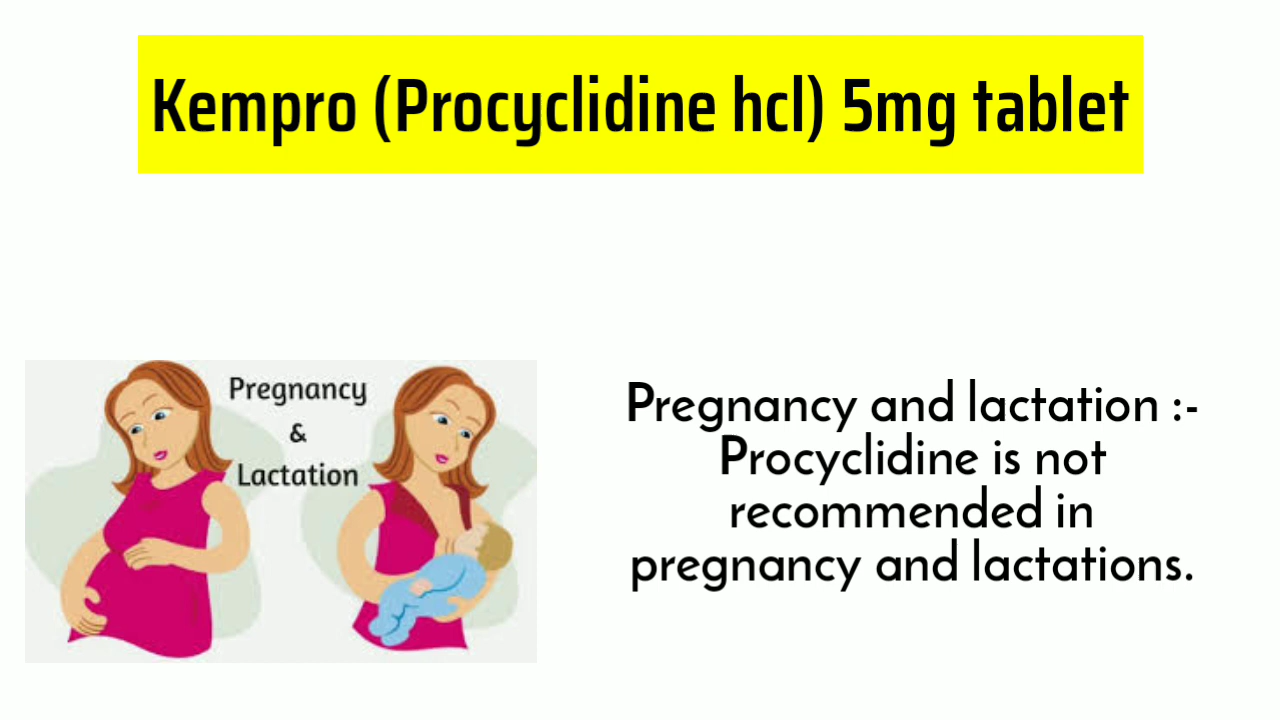 Kempro (Procyclidine hcl) 5mg tablet
Pregnancy
&
Lactation
Pregnancy and lactation :-
Procyclidine is not
recommended in
pregnancy and lactations.